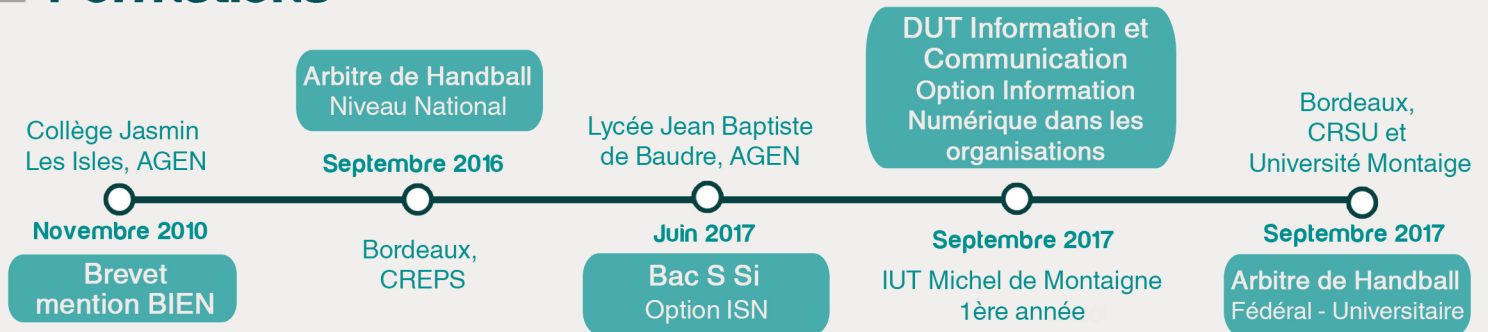 Formations
Collège Jasmin
Les Isles, AGEN
Novembre 2010
Brevet
mention BIEN
Arbitre de Handball
Niveau National
Septembre 2016
Bordeaux,
CREPS
Lycée Jean Baptiste
de Baudre, AGEN
Juin 2017
Bac S Si
Option ISN
DUT Information et
Communication
Option Information
Numérique dans les
organisations
Septembre 2017
IUT Michel de Montaigne
1ère année
Bordeaux,
CRSU et
Université Montaige
Septembre 2017
Arbitre de Handball
Fédéral - Universitaire